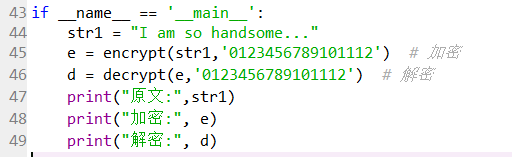 43 if __name__ == '__main__':
44     str1 = "I am so handsome..."
45     e = encrypt(str1,'0123456789101112')  # 加密
46     d = decrypt(e,'0123456789101112')  # 解密
47     print("原文:",str1)
48     print("加密:", e)
49     print("解密:", d)